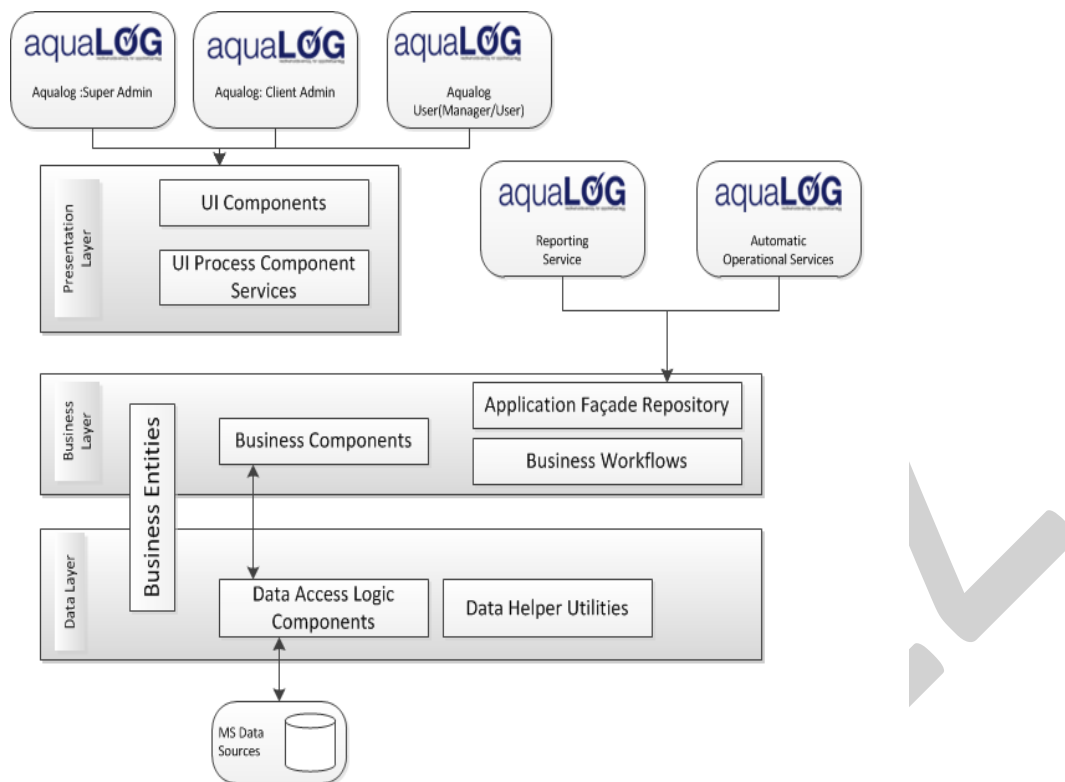 aquaLOG
Aqualog :Super Admin
aquaLOG
Aqualog: Client Admin
aquaLOG
Aqualog
User(Manager/User)
Presentation
Layer
UI Components
UI Process Component
Services
aquaLOG
Reporting
Service
aquaLOG
Automatic
Operational Services
Business
Layer
Business Entities
Business Components
Application Façade Repository
Business Workflows
Data Layer
Data Access Logic
Components
Data Helper Utilities
MS Data
Sources